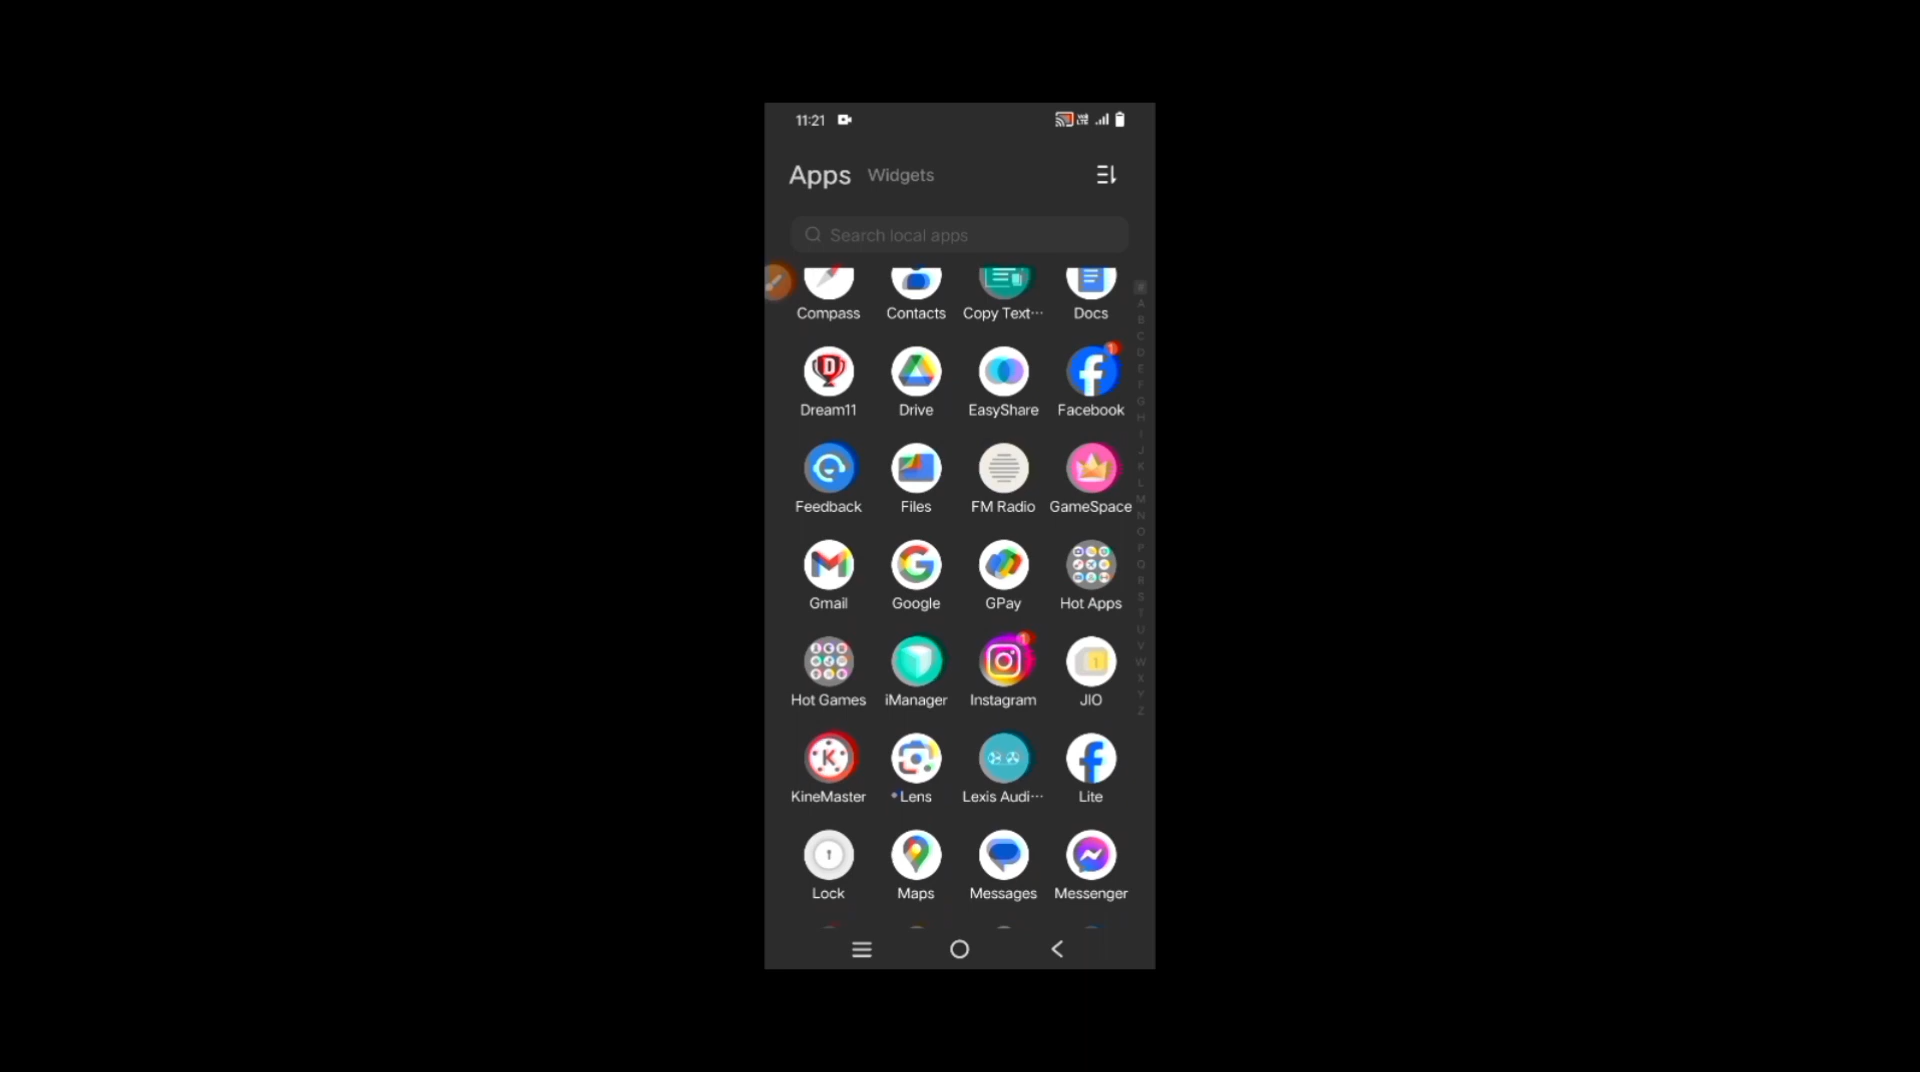 11:21
Apps Widgets
Search local apps
Compass Contacts Copy Text··· Docs
Dream11 Drive EasyShare Facebook
Feedback Files FM Radio GameSpace
Gmail Google GPay Hot Apps
Hot Games iManager Instagram JIO
KineMaster Lens Lexis Audi··· Lite
Lock Maps Messages Messenger
#
A
B
C
D
E
F
G
H
I
J
K
L
M
N
O
P
Q
R
S
T
U
V
W
X
Y
Z